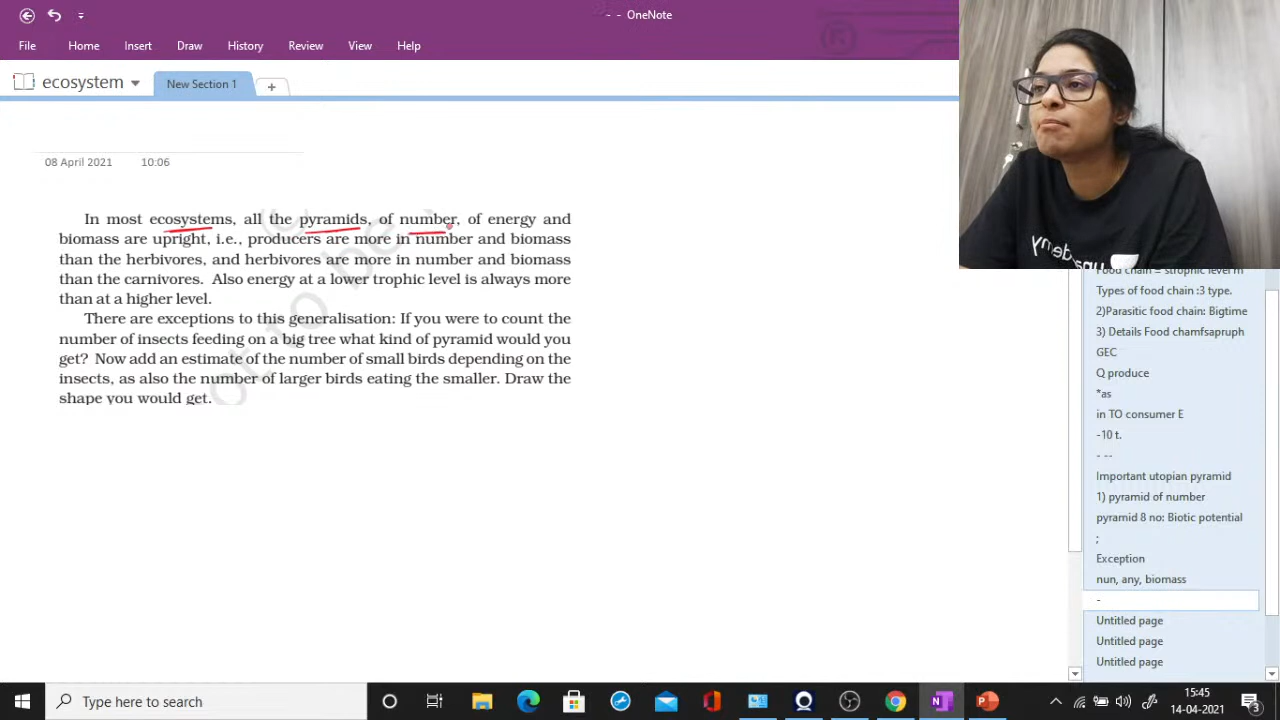 - - OneNote
File Home Insert Draw History Review View Help
ecosystem New Section 1 +
08 April 2021 10:06
In most ecosystems, all the pyramids, of number, of energy and
biomass are upright, i.e., producers are more in number and biomass
than the herbivores, and herbivores are more in number and biomass
than the carnivores. Also energy at a lower trophic level is always more
than at a higher level.
There are exceptions to this generalisation: If you were to count the
number of insects feeding on a big tree what kind of pyramid would you
get? Now add an estimate of the number of small birds depending on the
insects, as also the number of larger birds eating the smaller. Draw the
shape you would get.
Food chain = strophic level m
Types of food chain :3 type.
2)Parasitic food chain: Bigtime
3) Details Food chamfsapruph
GEC
Q produce
*as
in TO consumer E
-10 t.
- --
Important utopian pyramid
1) pyramid of number
pyramid 8 no: Biotic potential
;
Exception
nun, any, biomass
-
Untitled page
Untitled page
Untitled page
Type here to search
15:45
14-04-2021
3